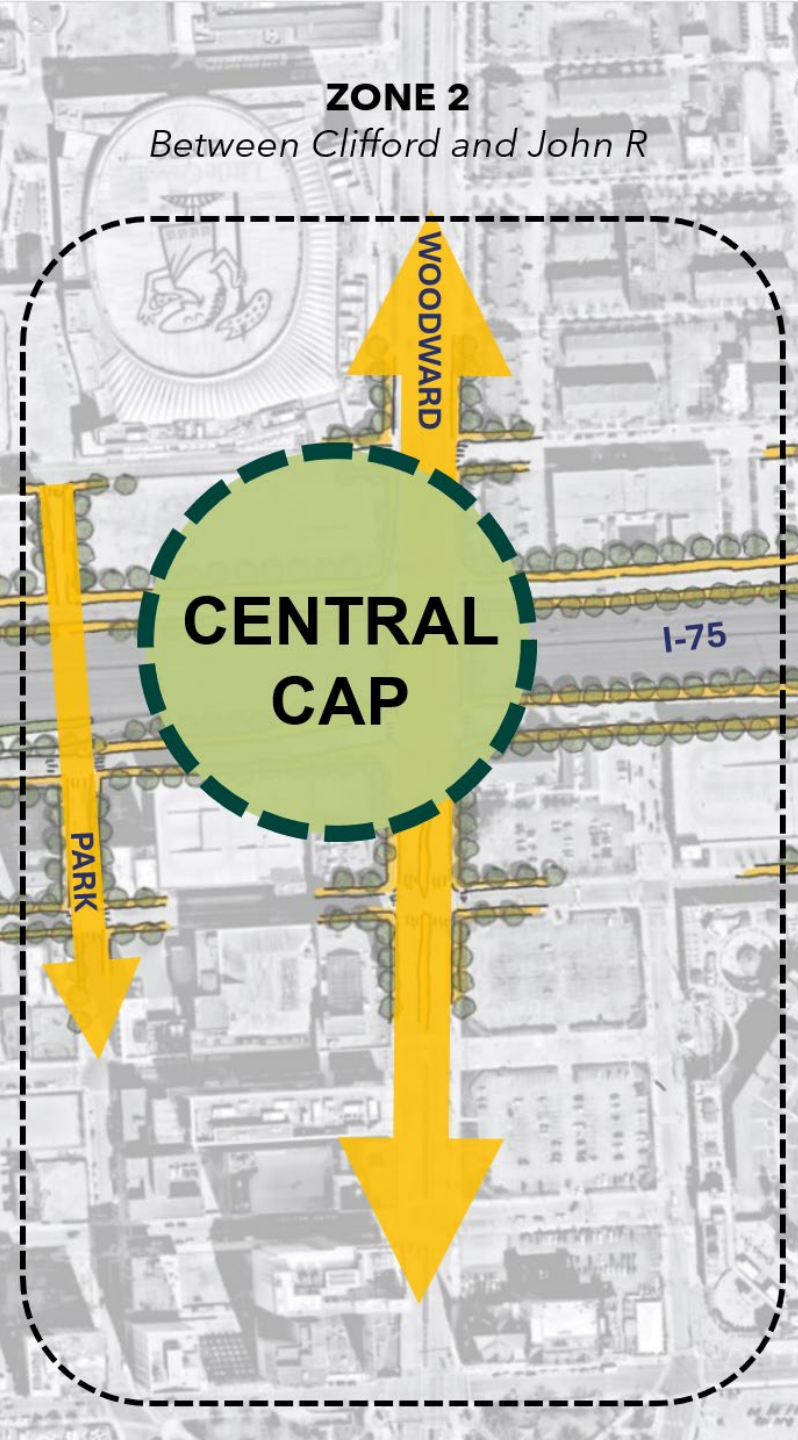 ZONE 2
Between Clifford and John R
WOODWARD
CENTRAL
CAP
I-75
PARK